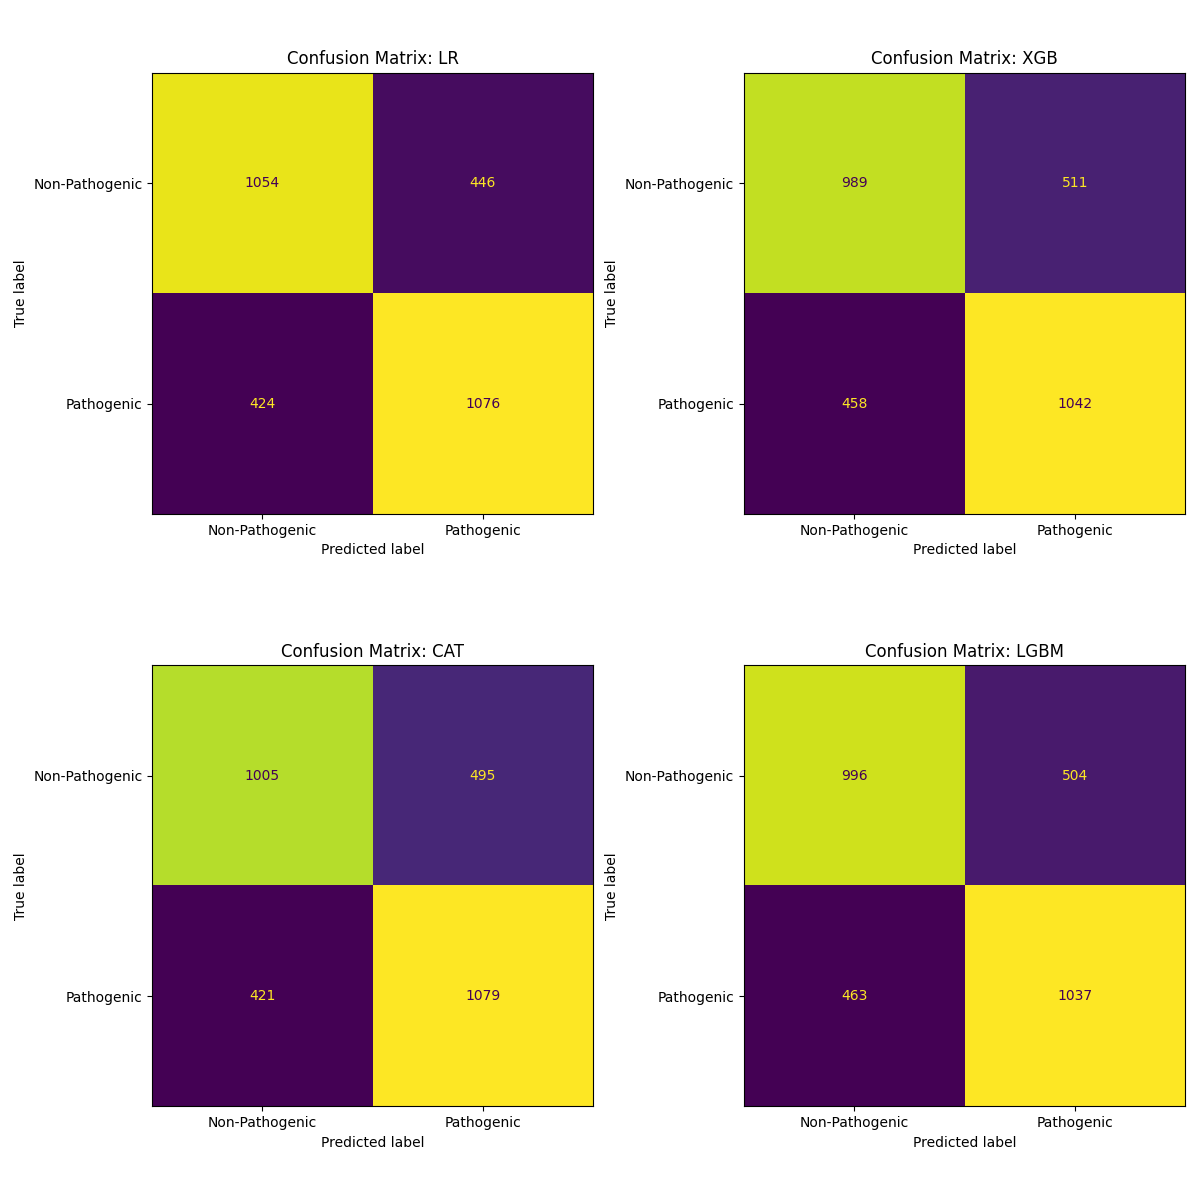 Confusion Matrix: LR
True label
Non-Pathogenic
1054
446
Pathogenic
424
1076
Non-Pathogenic
Pathogenic
Predicted label
Confusion Matrix: XGB
True label
Non-Pathogenic
989
511
Pathogenic
458
1042
Non-Pathogenic
Pathogenic
Predicted label
Confusion Matrix: CAT
True label
Non-Pathogenic
1005
495
Pathogenic
421
1079
Non-Pathogenic
Pathogenic
Predicted label
Confusion Matrix: LGBM
True label
Non-Pathogenic
996
504
Pathogenic
463
1037
Non-Pathogenic
Pathogenic
Predicted label